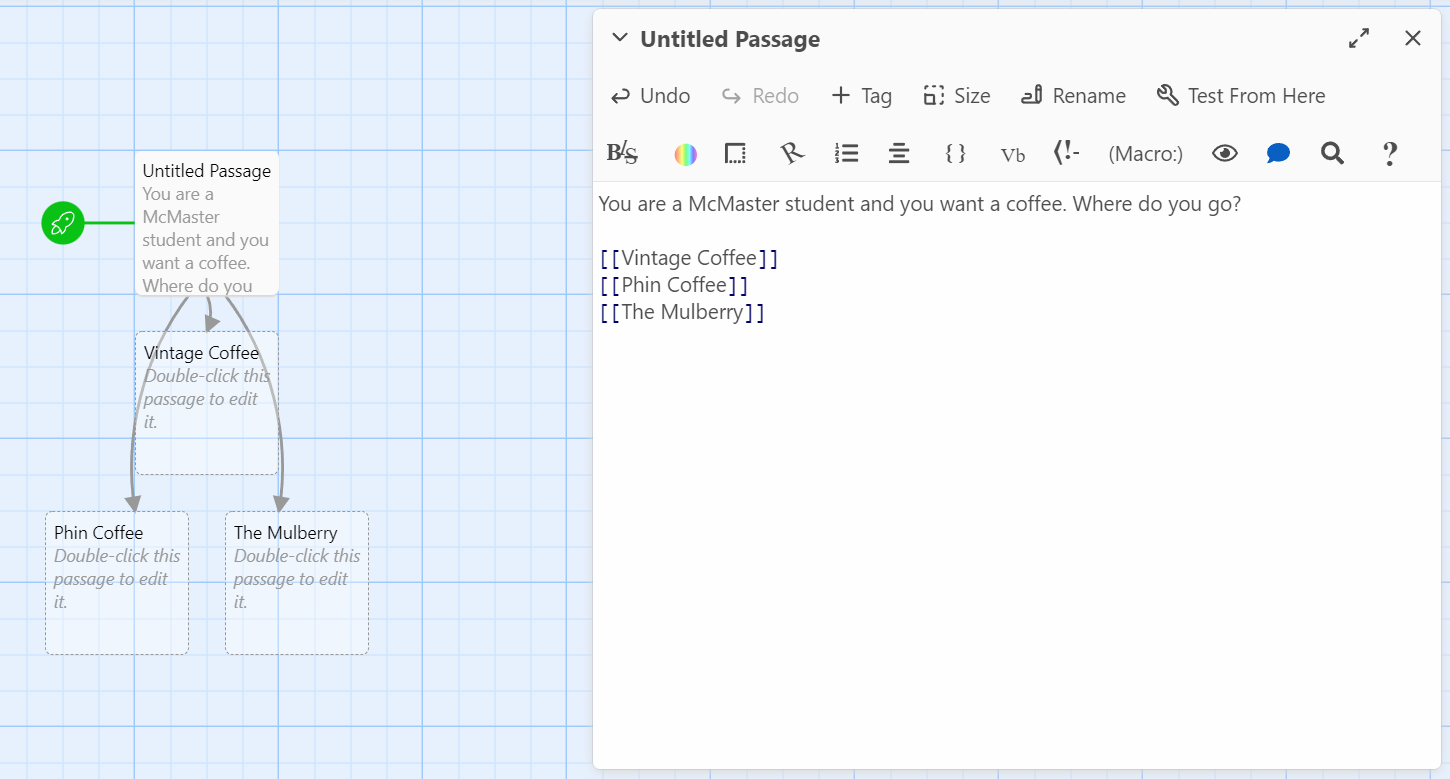 Untitled Passage
You are a
McMaster
student and you
want a coffee.
Where do you
Vintage Coffee
Double-click this
passage to edit
it.
Phin Coffee
Double-click this
passage to edit
it.
The Mulberry
Double-click this
passage to edit
it.
Untitled Passage
Undo Redo + Tag Size Rename Test From Here
B/S R { } Vb (!- (Macro:) ?
You are a McMaster student and you want a coffee. Where do you go?
[[Vintage Coffee]]
[[Phin Coffee]]
[[The Mulberry]]